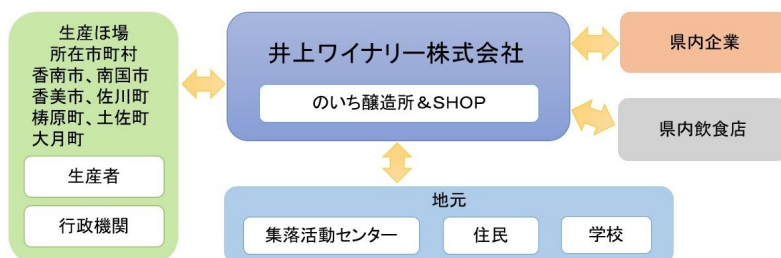 生産ほ場
所在市町村
香南市、南国市
香美市、佐川町
梼原町、土佐町
大月町
生産者
行政機関
井上ワイナリー株式会社
のいち醸造所＆SHOP
県内企業
県内飲食店
地元
集落活動センター
住民
学校